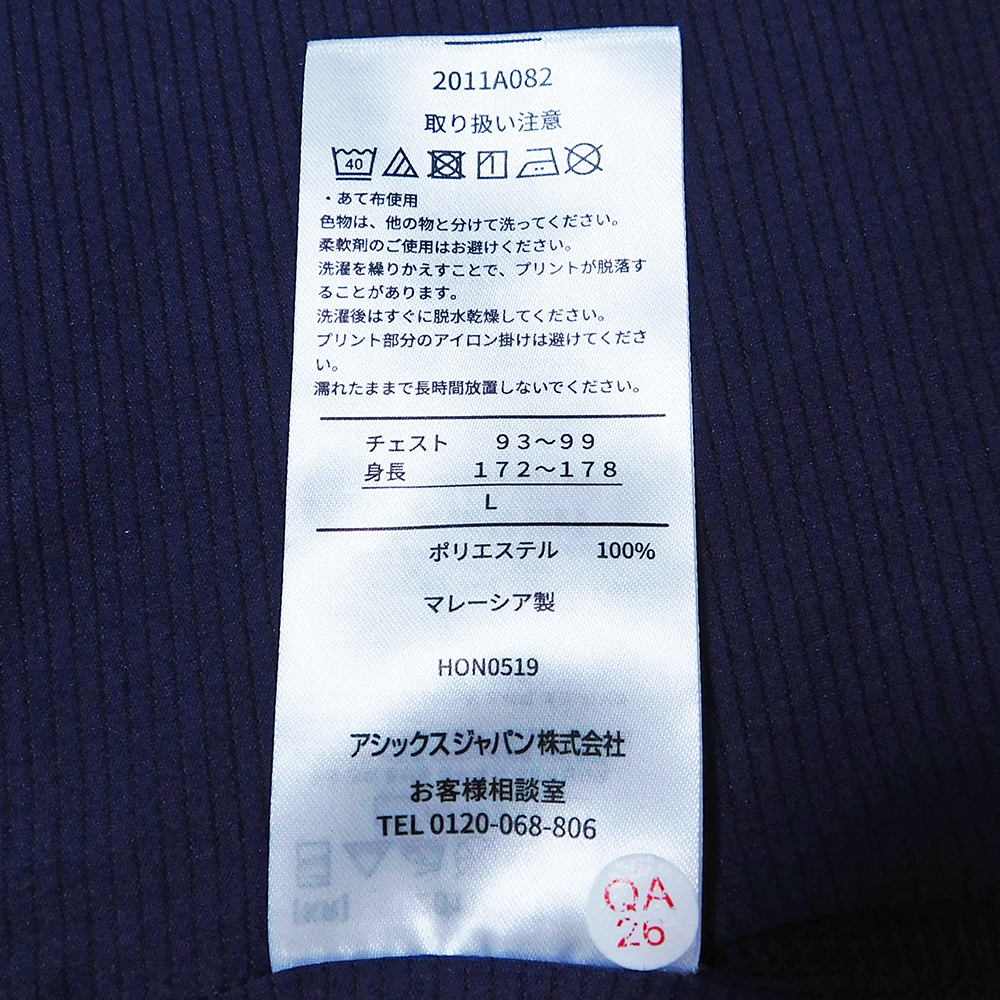 2011A082
取り扱い注意
40
・あて布使用
色物は、他の物と分けて洗ってください。
柔軟剤のご使用はお避けください。
洗濯を繰りかえすことで、プリントが脱落す
ることがあります。
洗濯後はすぐに脱水乾燥してください。
プリント部分のアイロン掛けは避けてくださ
い。
濡れたままで長時間放置しないでください。
チェスト 93～99
身長 172～178
L
ポリエステル 100%
マレーシア製
HON0519
アシックスジャパン株式会社
お客様相談室
TEL 0120-068-806
QA
26